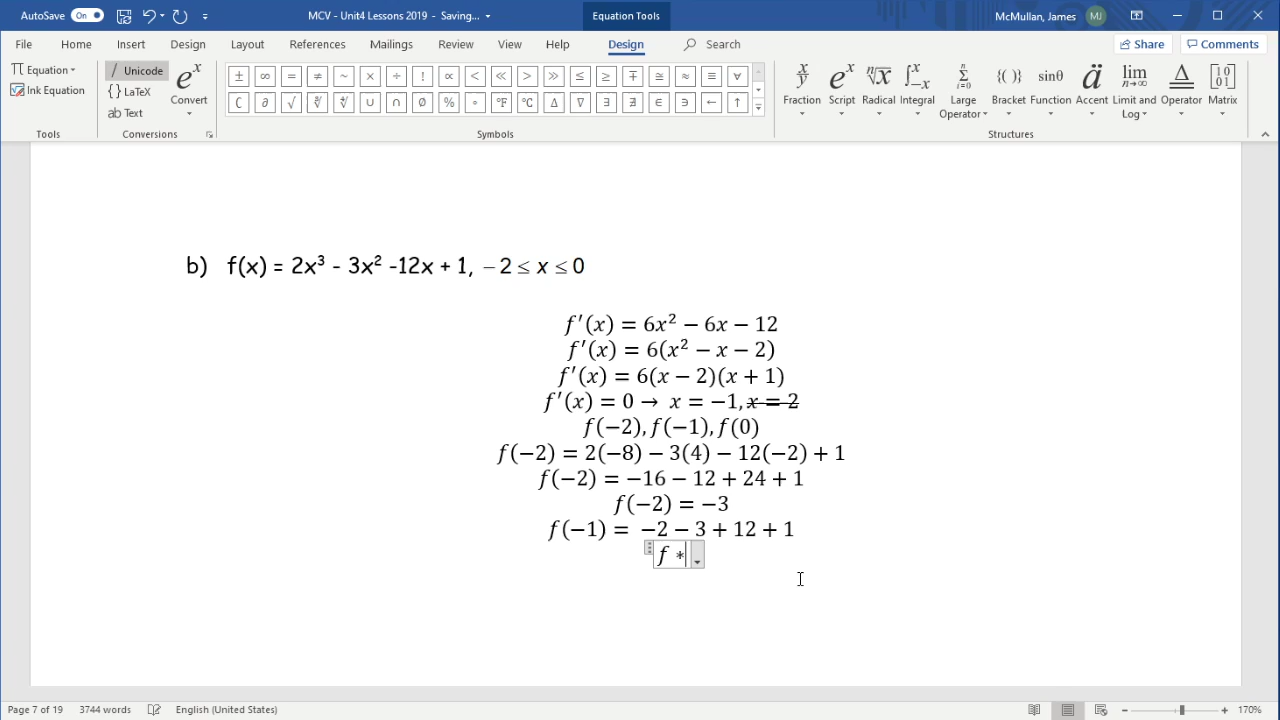 AutoSave On MCV - Unit4 Lessons 2019 - Saving... Equation Tools McMullan, James MJ
File Home Insert Design Layout References Mailings Review View Help Design Search Share Comments
π Equation Unicode
Ink Equation { } LaTeX
ab Text
eˣ Convert
± ∞ = ≠ ~ × ÷ ! ∝ < ≪ > ≫ ≤ ≥ ∓ ≅ ≈ ≡ ∀
∁ ∂ √ ∛ ∜ ∪ ∩ ∅ % ° °F °C ∆ ∇ ∃ ∄ ∈ ∋ ← ↑
Fraction Script Radical Integral Large Operator Bracket Function Accent Limit and Log Operator Matrix
Tools Conversions Symbols Structures
b) f(x) = 2x³ - 3x² -12x + 1, − 2 ≤ x ≤ 0
f′(x) = 6x² − 6x − 12
f′(x) = 6(x² − x − 2)
f′(x) = 6(x − 2)(x + 1)
f′(x) = 0 → x = −1, x = 2
f(−2), f(−1), f(0)
f(−2) = 2(−8) − 3(4) − 12(−2) + 1
f(−2) = −16 − 12 + 24 + 1
f(−2) = −3
f(−1) = −2 − 3 + 12 + 1
f ∗
Page 7 of 19 3744 words English (United States) 170%